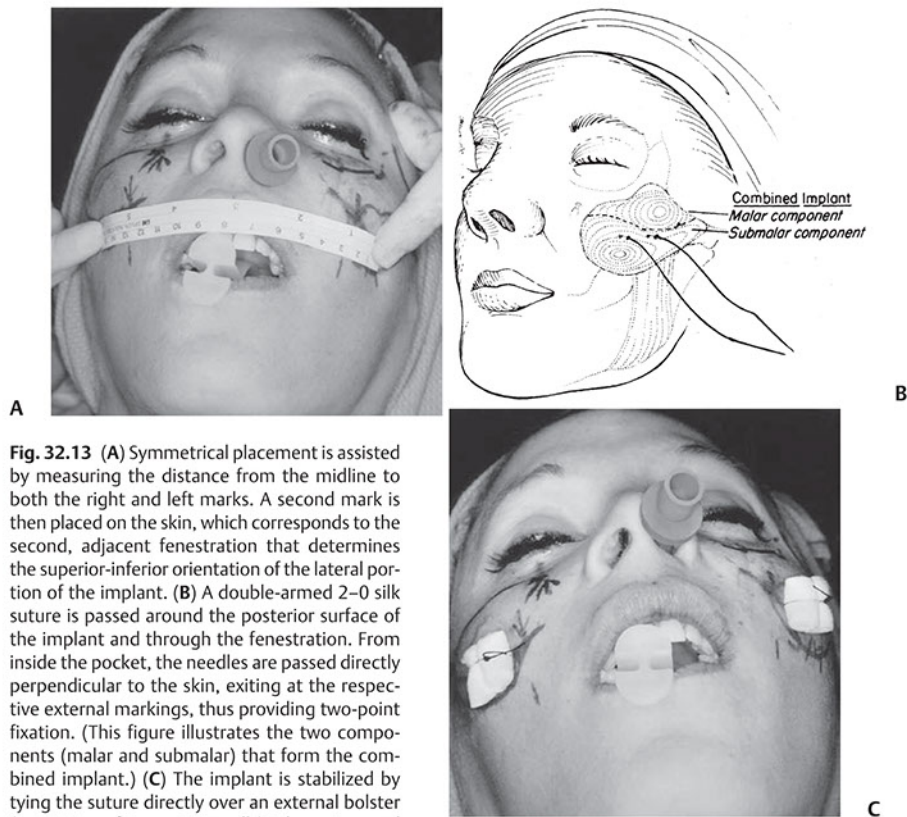 Combined Implant
Malar component
Submalar component
A
B
Fig. 32.13 (A) Symmetrical placement is assisted
by measuring the distance from the midline to
both the right and left marks. A second mark is
then placed on the skin, which corresponds to the
second, adjacent fenestration that determines
the superior-inferior orientation of the lateral por-
tion of the implant. (B) A double-armed 2–0 silk
suture is passed around the posterior surface of
the implant and through the fenestration. From
inside the pocket, the needles are passed directly
perpendicular to the skin, exiting at the respec-
tive external markings, thus providing two-point
fixation. (This figure illustrates the two compo-
nents (malar and submalar) that form the com-
bined implant.) (C) The implant is stabilized by
tying the suture directly over an external bolster
C